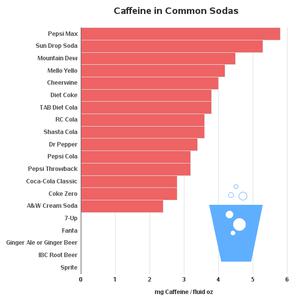 Caffeine in Common Sodas
Pepsi Max
Sun Drop Soda
Mountain Dew
Mello Yello
Cheerwine
Diet Coke
TAB Diet Cola
RC Cola
Shasta Cola
Dr Pepper
Pepsi Cola
Pepsi Throwback
Coca-Cola Classic
Coke Zero
A&W Cream Soda
7-Up
Fanta
Ginger Ale or Ginger Beer
IBC Root Beer
Sprite
0 1 2 3 4 5 6
mg Caffeine / fluid oz